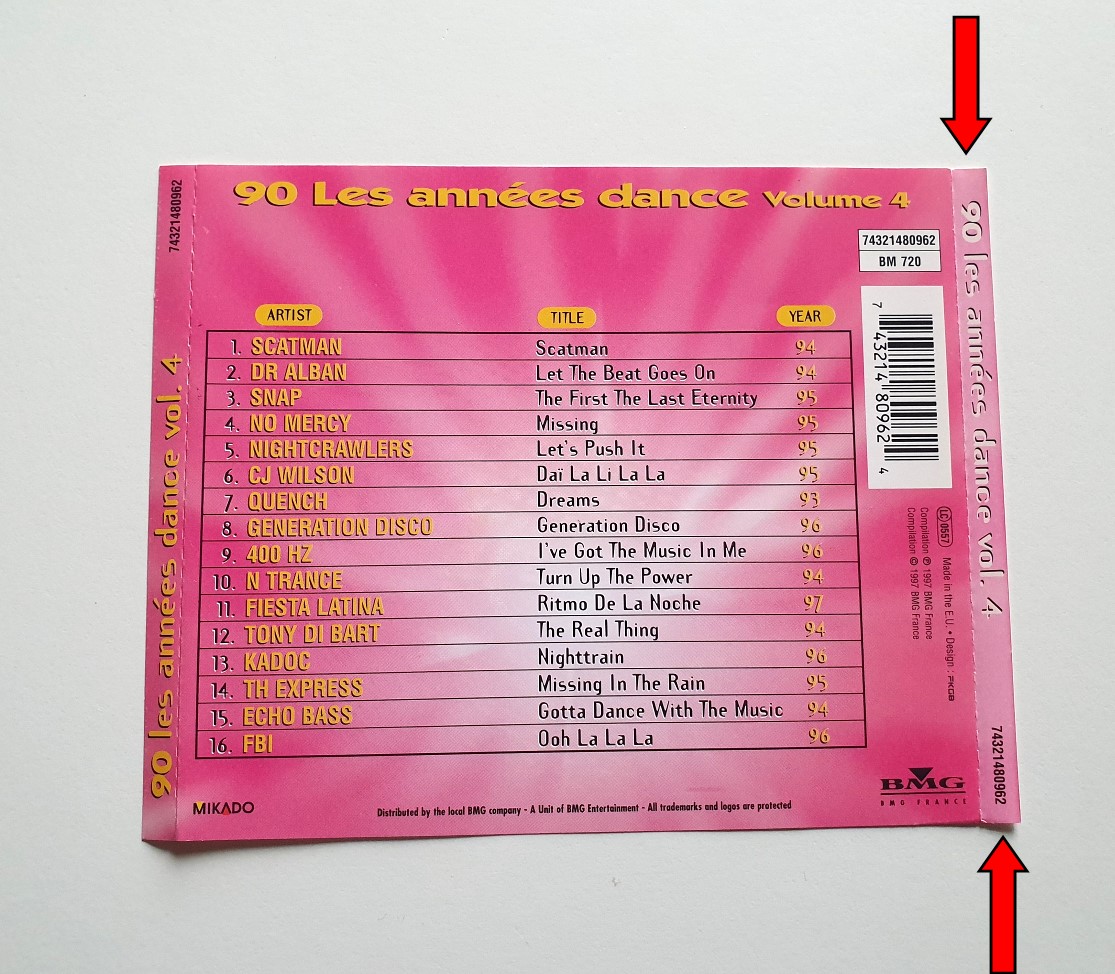 90 Les années dance Volume 4
74321480962
BM 720
ARTIST TITLE YEAR
1. SCATMAN Scatman 94
2. DR ALBAN Let The Beat Goes On 94
3. SNAP The First The Last Eternity 95
4. NO MERCY Missing 95
5. NIGHTCRAWLERS Let's Push It 95
6. CJ WILSON Daï La Li La La 95
7. QUENCH Dreams 93
8. GENERATION DISCO Generation Disco 96
9. 400 HZ I've Got The Music In Me 96
10. N TRANCE Turn Up The Power 94
11. FIESTA LATINA Ritmo De La Noche 97
12. TONY DI BART The Real Thing 94
13. KADOC Nighttrain 96
14. TH EXPRESS Missing In The Rain 95
15. ECHO BASS Gotta Dance With The Music 94
16. FBI Ooh La La La 96
7 43214 80962 4
LC 0557 Made in the E.U. • Design : PKGB
Compilation ℗ 1997 BMG France
Compilation © 1997 BMG France
MIKADO
Distributed by the local BMG company - A Unit of BMG Entertainment - All trademarks and logos are protected
BMG
BMG FRANCE
90 les années dance vol. 4
74321480962
90 les années dance vol. 4
74321480962